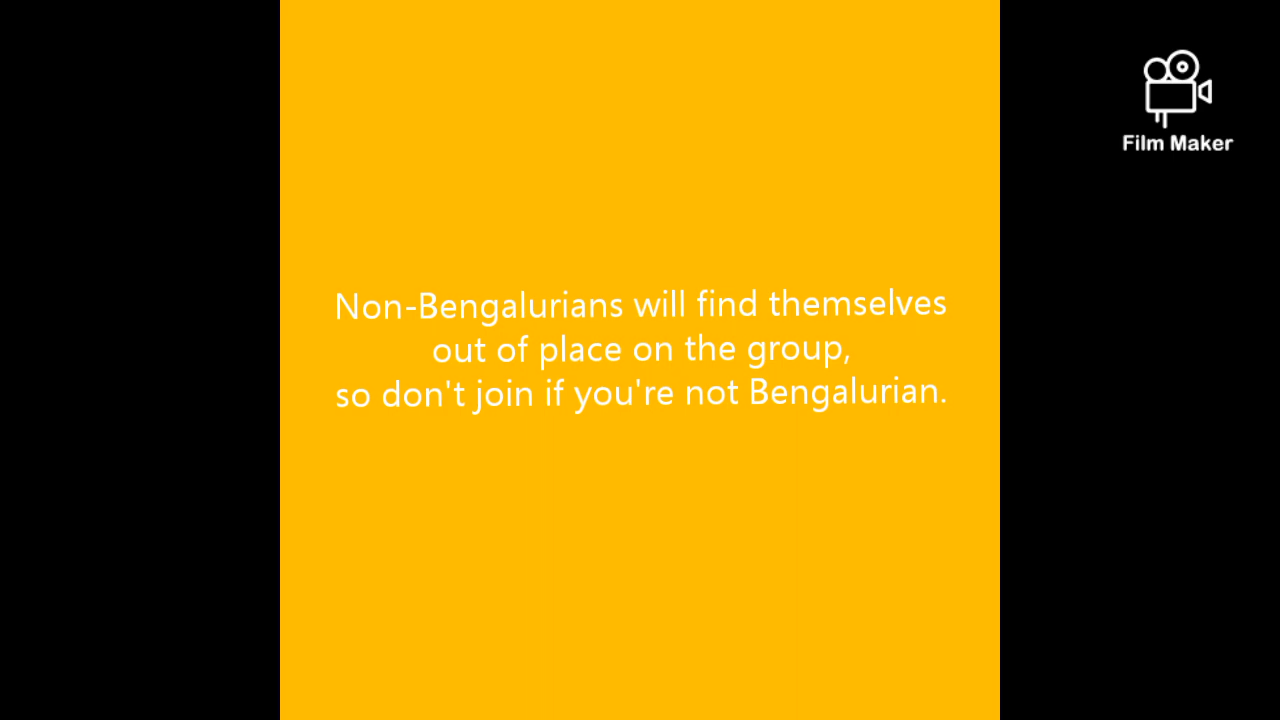 Film Maker
Non-Bengalurians will find themselves
out of place on the group,
so don't join if you're not Bengalurian.